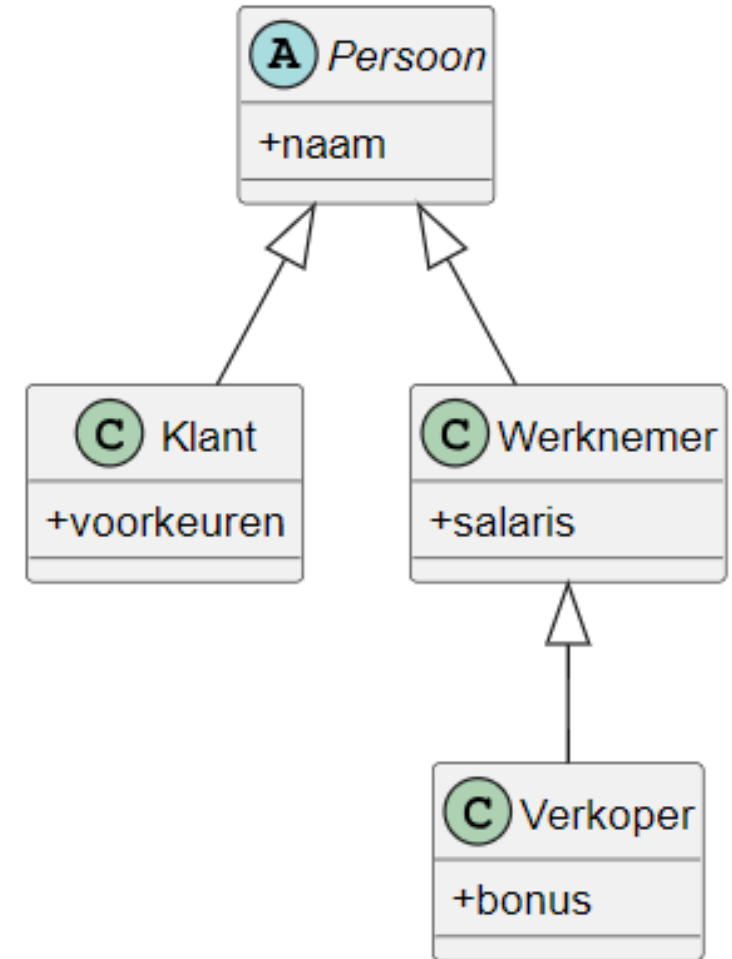 A Persoon
+naam
C Klant
+voorkeuren
C Werknemer
+salaris
C Verkoper
+bonus